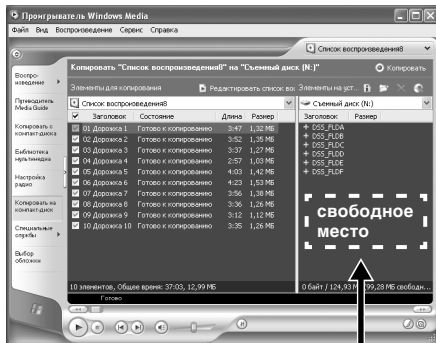 Проигрыватель Windows Media
Файл Вид Воспроизведение Сервис Справка
Список воспроизведения8
Копировать "Список воспроизведения8" на "Съемный диск (N:)"
Копировать
Элементы для копирования
Редактировать список вос
Элементы на уст..
Список воспроизведения8
Съемный диск (N:)
Заголовок Состояние Длина Размер
Заголовок Размер
01 Дорожка 1 Готово к копированию 3:47 1,32 МБ
02 Дорожка 2 Готово к копированию 3:52 1,35 МБ
03 Дорожка 3 Готово к копированию 3:37 1,27 МБ
04 Дорожка 4 Готово к копированию 2:57 1,03 МБ
05 Дорожка 5 Готово к копированию 4:03 1,42 МБ
06 Дорожка 6 Готово к копированию 4:23 1,53 МБ
07 Дорожка 7 Готово к копированию 3:56 1,38 МБ
08 Дорожка 8 Готово к копированию 3:36 1,26 МБ
09 Дорожка 9 Готово к копированию 3:12 1,12 МБ
10 Дорожка 10 Готово к копированию 3:35 1,26 МБ
DSS_FLDA
DSS_FLDB
DSS_FLDC
DSS_FLDD
DSS_FLDE
DSS_FLDF
свободное
место
Воспро-
изведение
Путеводитель
Media Guide
Копировать с
компакт-диска
Библиотека
мультимедиа
Настройка
радио
Копировать на
компакт-диск
Специальные
службы
Выбор
обложки
10 элементов, Общее время: 37:03, 12,99 МБ
0 байт / 124,93 М
99,28 МБ свободн...
Готово